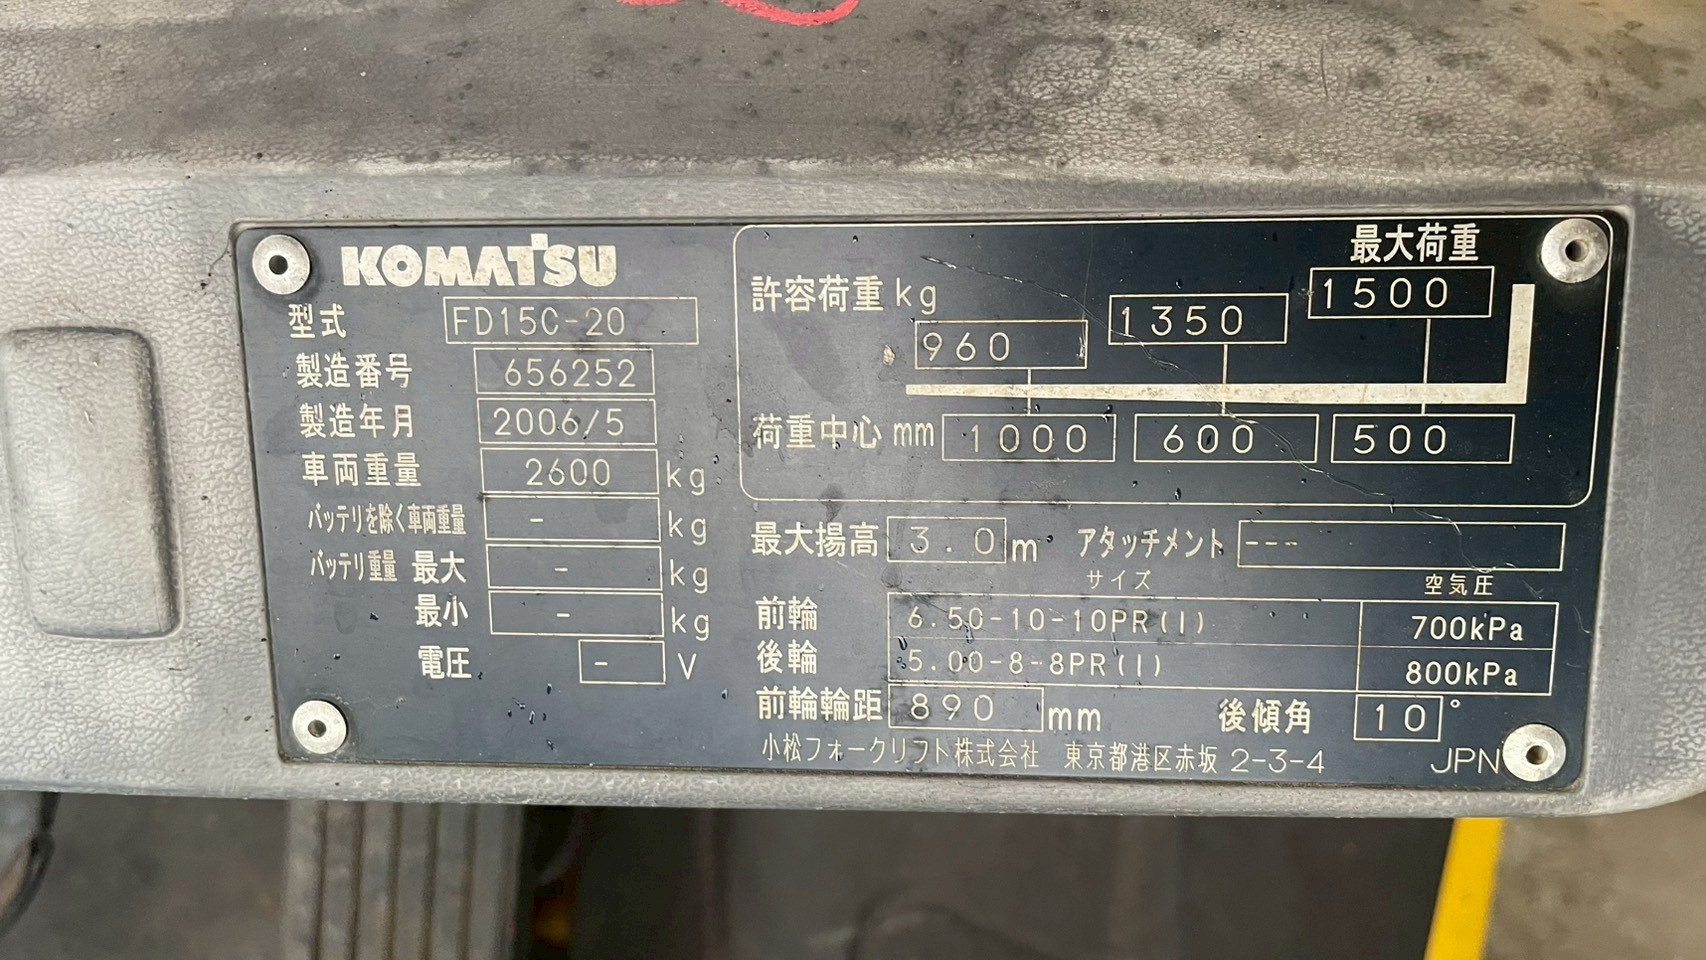 KOMATSU
型式 FD15C-20
製造番号 656252
製造年月 2006/5
車両重量 2600 kg
バッテリを除く車両重量 - kg
バッテリ重量 最大 - kg
最小 - kg
電圧 - V
最大荷重
許容荷重 kg 960 1350 1500
荷重中心 mm 1000 600 500
最大揚高 3.0 m アタッチメント ---
サイズ 空気圧
前輪 6.50-10-10PR(I) 700kPa
後輪 5.00-8-8PR(I) 800kPa
前輪輪距 890 mm 後傾角 10°
小松フォークリフト株式会社 東京都港区赤坂 2-3-4 JPN